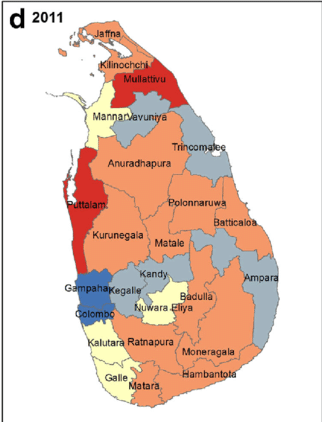 d 2011
Jaffna
Kilinochchi
Mullattivu
Mannar
Vavuniya
Trincomalee
Anuradhapura
Puttalam
Polonnaruwa
Batticaloa
Kurunegala
Matale
Kandy
Ampara
Gampaha
Kegalle
Badulla
Nuwara Eliya
Colombo
Kalutara
Ratnapura
Moneragala
Galle
Matara
Hambantota